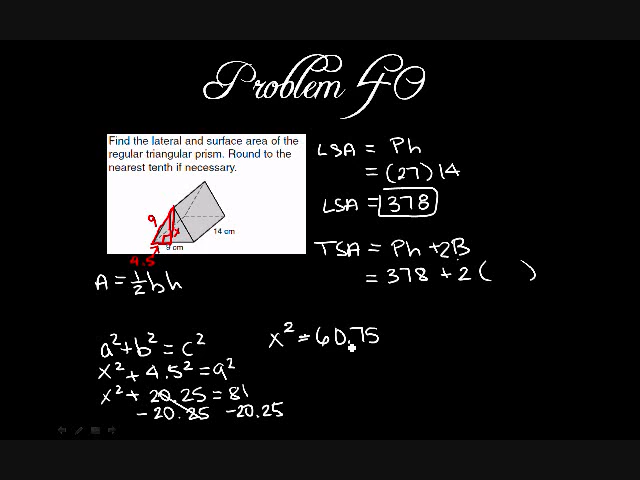 Problem 40
Find the lateral and surface area of the
regular triangular prism. Round to the
nearest tenth if necessary.
9
x
14 cm
9 cm
4.5
LSA = Ph
= (27)14
LSA = 378
TSA = Ph + 2B
= 378 + 2( )
A = 1/2 bh
a² + b² = c²
x² + 4.5² = 9²
x² + 20.25 = 81
- 20.25 - 20.25
x² = 60.75